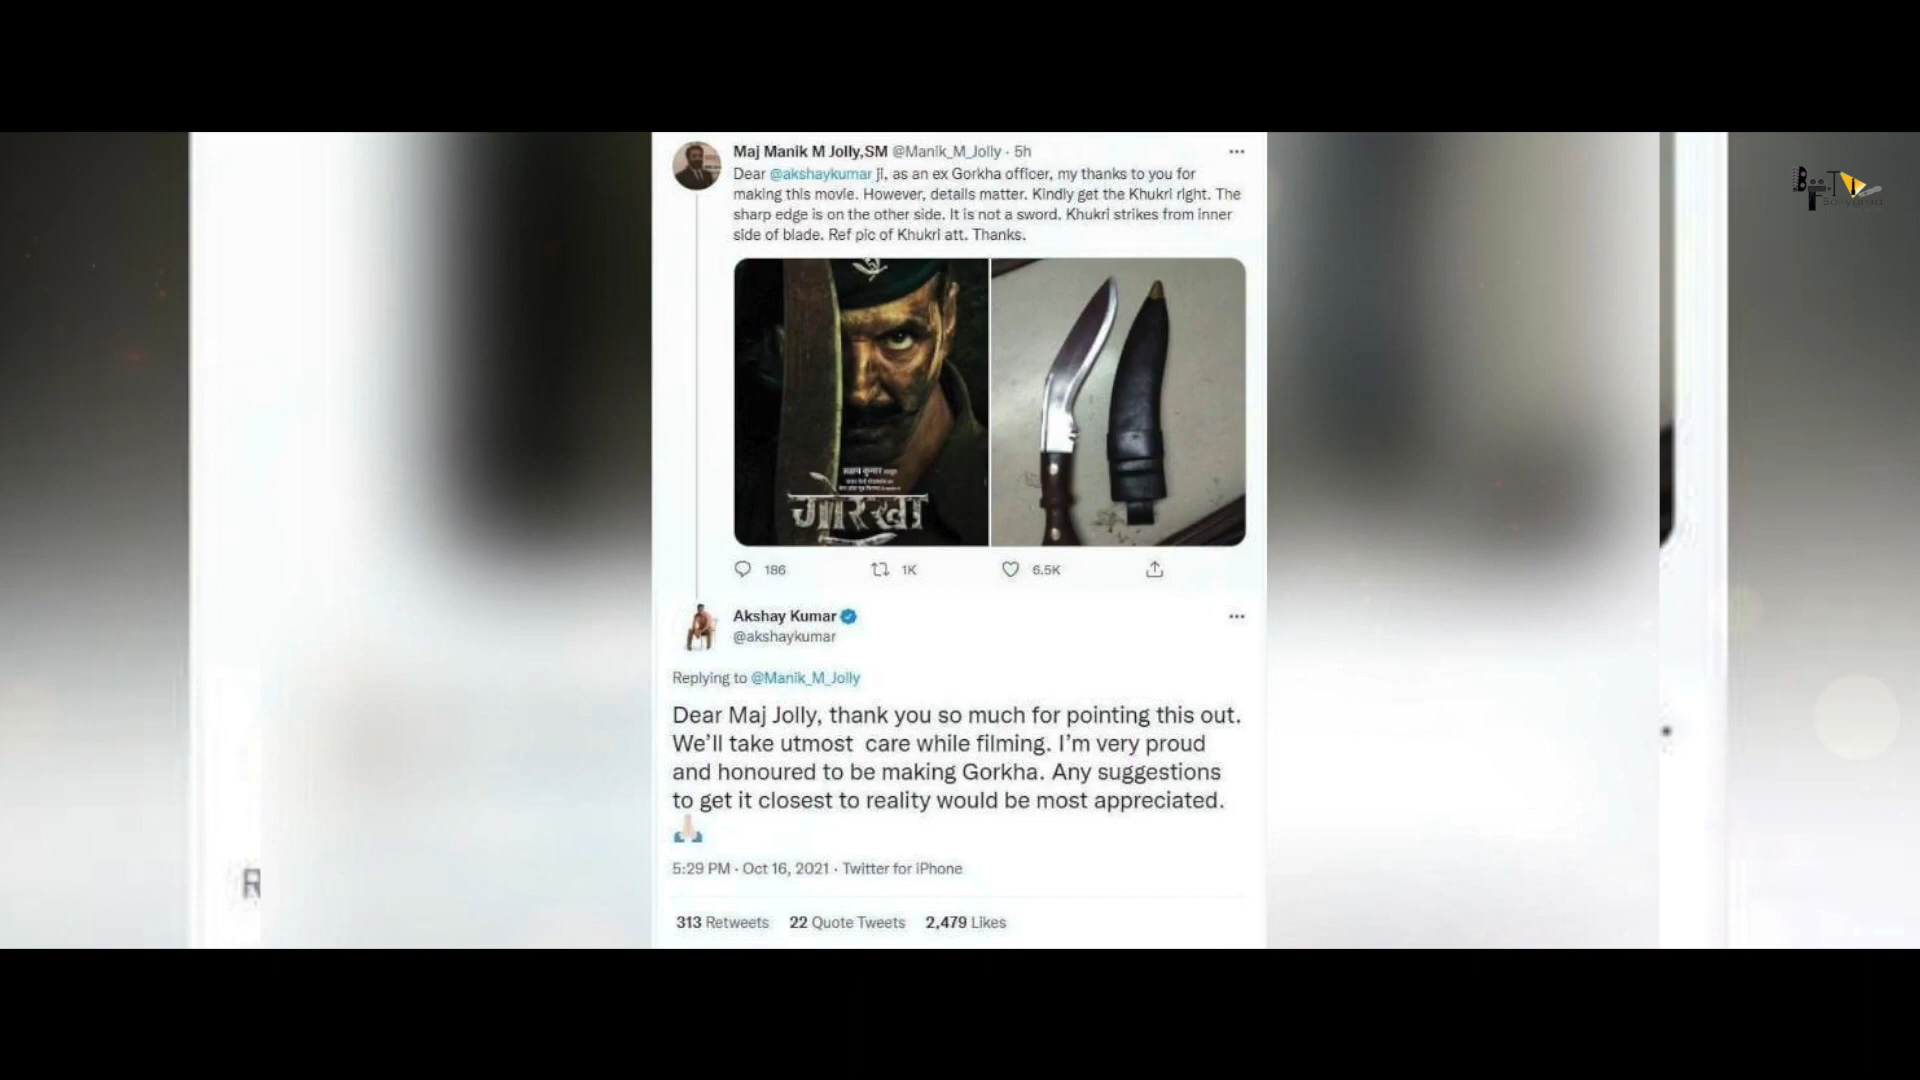 Maj Manik M Jolly,SM @Manik_M_Jolly · 5h
Dear @akshaykumar ji, as an ex Gorkha officer, my thanks to you for
making this movie. However, details matter. Kindly get the Khukri right. The
sharp edge is on the other side. It is not a sword. Khukri strikes from inner
side of blade. Ref pic of Khukri att. Thanks.
अक्षय कुमार
गोरखा
186 1K 6.5K
Akshay Kumar
@akshaykumar
Replying to @Manik_M_Jolly
Dear Maj Jolly, thank you so much for pointing this out.
We’ll take utmost  care while filming. I’m very proud
and honoured to be making Gorkha. Any suggestions
to get it closest to reality would be most appreciated.
🙏🏻
5:29 PM · Oct 16, 2021 · Twitter for iPhone
313 Retweets 22 Quote Tweets 2,479 Likes
R